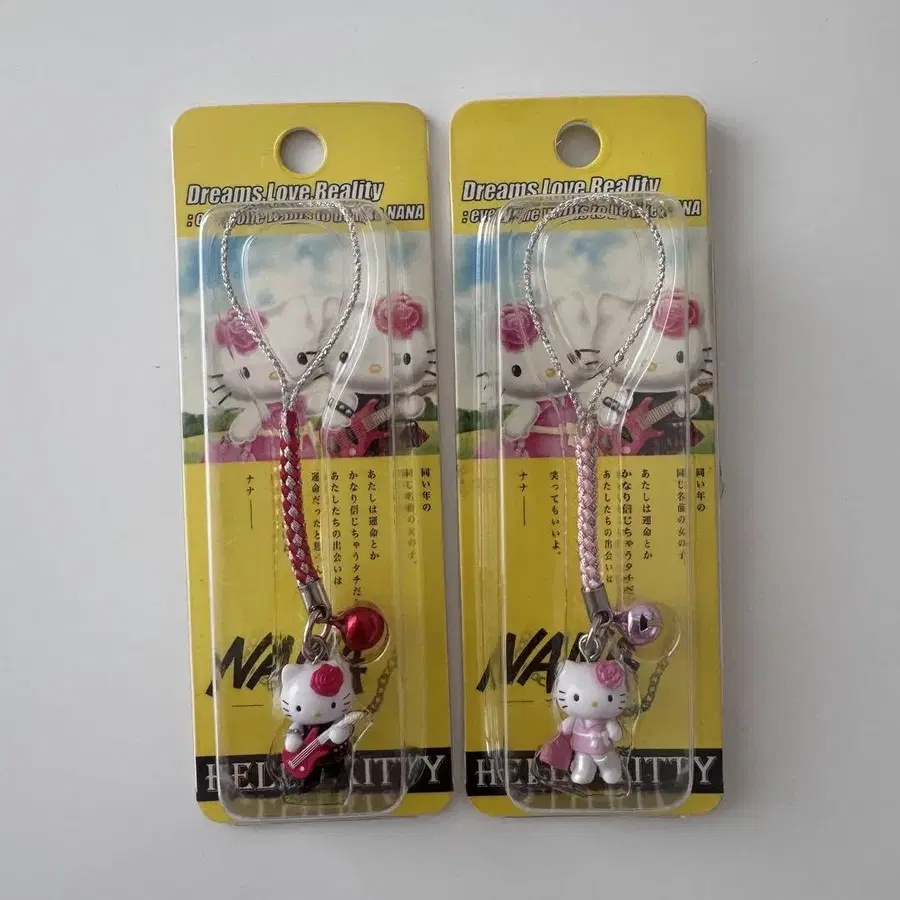 Dreams,Love,Reality
NANA
同い年の
同じ名前の女の子。
あたしは運命とか
かなり信じちゃうタチだ
あたしたちの出会いは
運命だったと思
ナナ——
NANA
HELLO KITTY
Dreams,Love,Reality
NANA
同い年の
同じ名前の女の子。
あたしは運命とか
かなり信じちゃうタチだ
あたしたちの出会いは
笑ってもいいよ。
ナナ——
NANA
HELLO KITTY